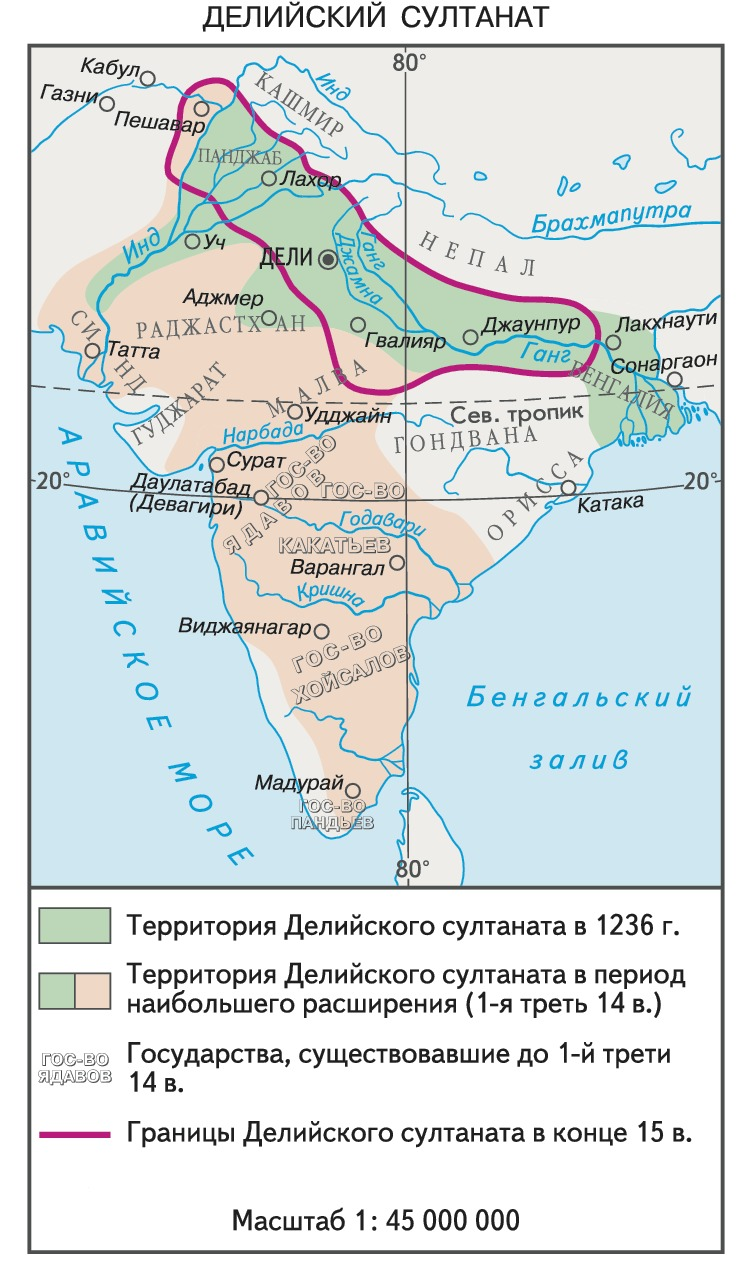 ДЕЛИЙСКИЙ СУЛТАНАТ
80°
Кабул
Газни
Пешавар
КАШМИР
Инд
ПАНДЖАБ
Лахор
Брахмапутра
Инд
Уч
ДЕЛИ
Ганг
Джамна
НЕПАЛ
Аджмер
РАДЖАСТХАН
СИНД
Татта
Гвалияр
Джаунпур
Лакхнаути
Ганг
Сонаргаон
БЕНГАЛИЯ
ГУДЖАРАТ
МАЛВА
Удджайн
Сев. тропик
Нарбада
ГОНДВАНА
Сурат
20°
20°
Даулатабад
(Девагири)
ГОС-ВО
ЯДАВОВ
ГОС-ВО
КАКАТЬЕВ
ОРИССА
Катака
Годавари
Варангал
Кришна
Виджаянагар
ГОС-ВО
ХОЙСАЛОВ
АРАВИЙСКОЕ МОРЕ
Бенгальский
залив
Мадурай
ГОС-ВО
ПАНДЬЕВ
80°
Территория Делийского султаната в 1236 г.
Территория Делийского султаната в период
наибольшего расширения (1-я треть 14 в.)
ГОС-ВО
ЯДАВОВ
Государства, существовавшие до 1-й трети
14 в.
Границы Делийского султаната в конце 15 в.
Масштаб 1: 45 000 000